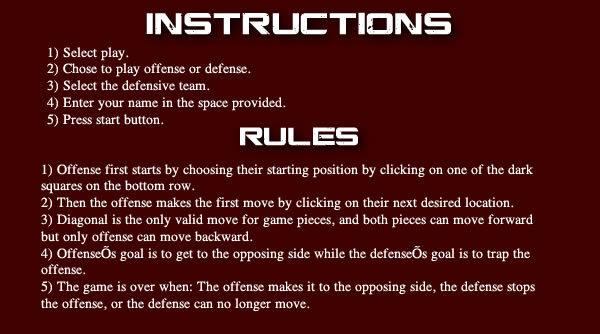 INSTRUCTIONS
1) Select play.
2) Chose to play offense or defense.
3) Select the defensive team.
4) Enter your name in the space provided.
5) Press start button.
RULES
1) Offense first starts by choosing their starting position by clicking on one of the dark
squares on the bottom row.
2) Then the offense makes the first move by clicking on their next desired location.
3) Diagonal is the only valid move for game pieces, and both pieces can move forward
but only offense can move backward.
4) OffenseÕs goal is to get to the opposing side while the defenseÕs goal is to trap the
offense.
5) The game is over when: The offense makes it to the opposing side, the defense stops
the offense, or the defense can no longer move.